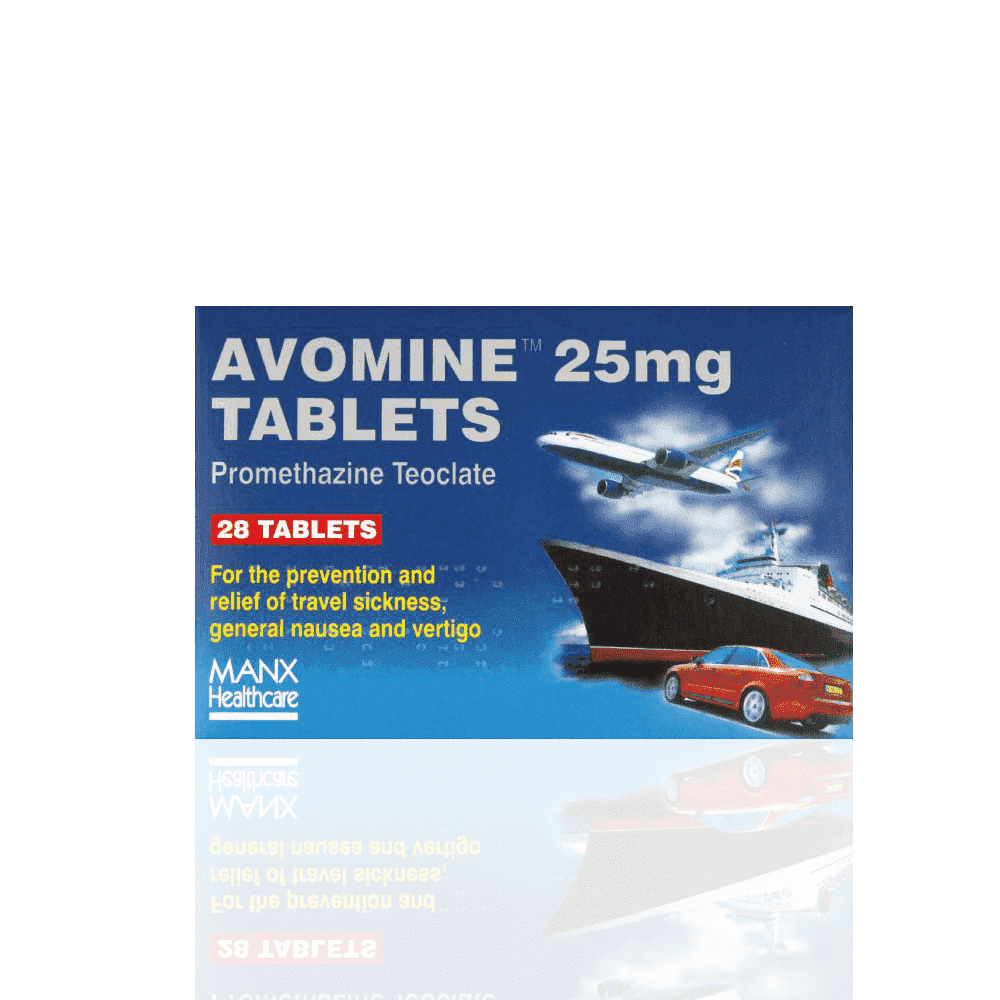 AVOMINE™ 25mg
TABLETS
Promethazine Teoclate
28 TABLETS
For the prevention and
relief of travel sickness,
general nausea and vertigo
MANX
Healthcare